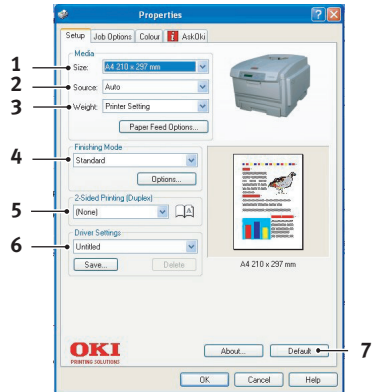 Properties
Setup Job Options Colour AskOki
Media
1 Size: A4 210 x 297 mm
2 Source: Auto
3 Weight: Printer Setting
Paper Feed Options...
Finishing Mode
4 Standard
Options...
2-Sided Printing (Duplex)
5 (None) A
Driver Settings
6 Untitled
Save... Delete
A4 210 x 297 mm
OKI
PRINTING SOLUTIONS
About... Default 7
OK Cancel Help